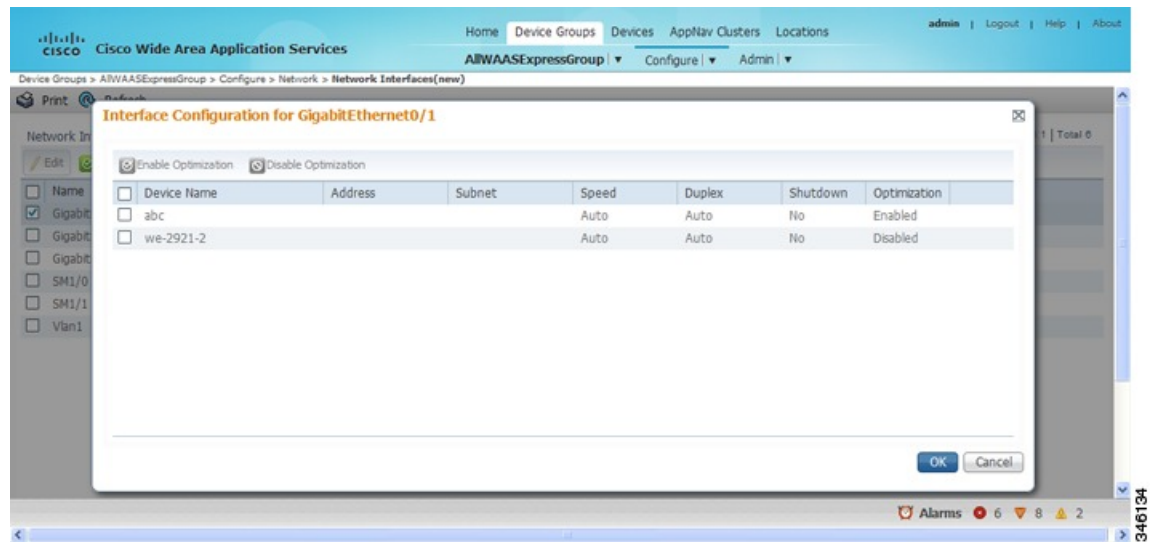 admin | Logout | Help | About
Home Device Groups Devices AppNav Clusters Locations
CISCO Cisco Wide Area Application Services
AllWAASExpressGroup ▼ Configure ▼ Admin ▼
Device Groups > AllWAASExpressGroup > Configure > Network > Network Interfaces(new)
Print Refresh
Interface Configuration for GigabitEthernet0/1
Network In
1 | Total 6
Edit
Enable Optimization Disable Optimization
Name
Device Name Address Subnet Speed Duplex Shutdown Optimization
Gigabit
abc Auto Auto No Enabled
Gigabit
we-2921-2 Auto Auto No Disabled
Gigabit
SM1/0
SM1/1
Vlan1
OK Cancel
Alarms 6 8 2
346134